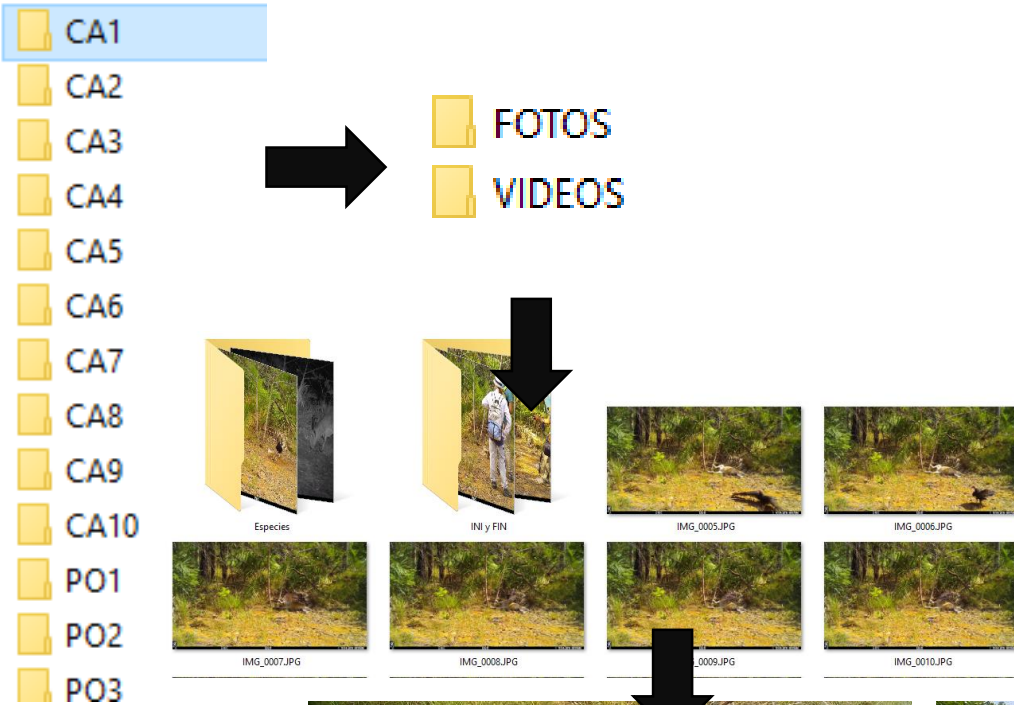 CA1
CA2
CA3
CA4
CA5
CA6
CA7
CA8
CA9
CA10
PO1
PO2
PO3
FOTOS
VIDEOS
Especies
INI y FIN
IMG_0005.JPG
IMG_0006.JPG
IMG_0007.JPG
IMG_0008.JPG
_0009.JPG
IMG_0010.JPG